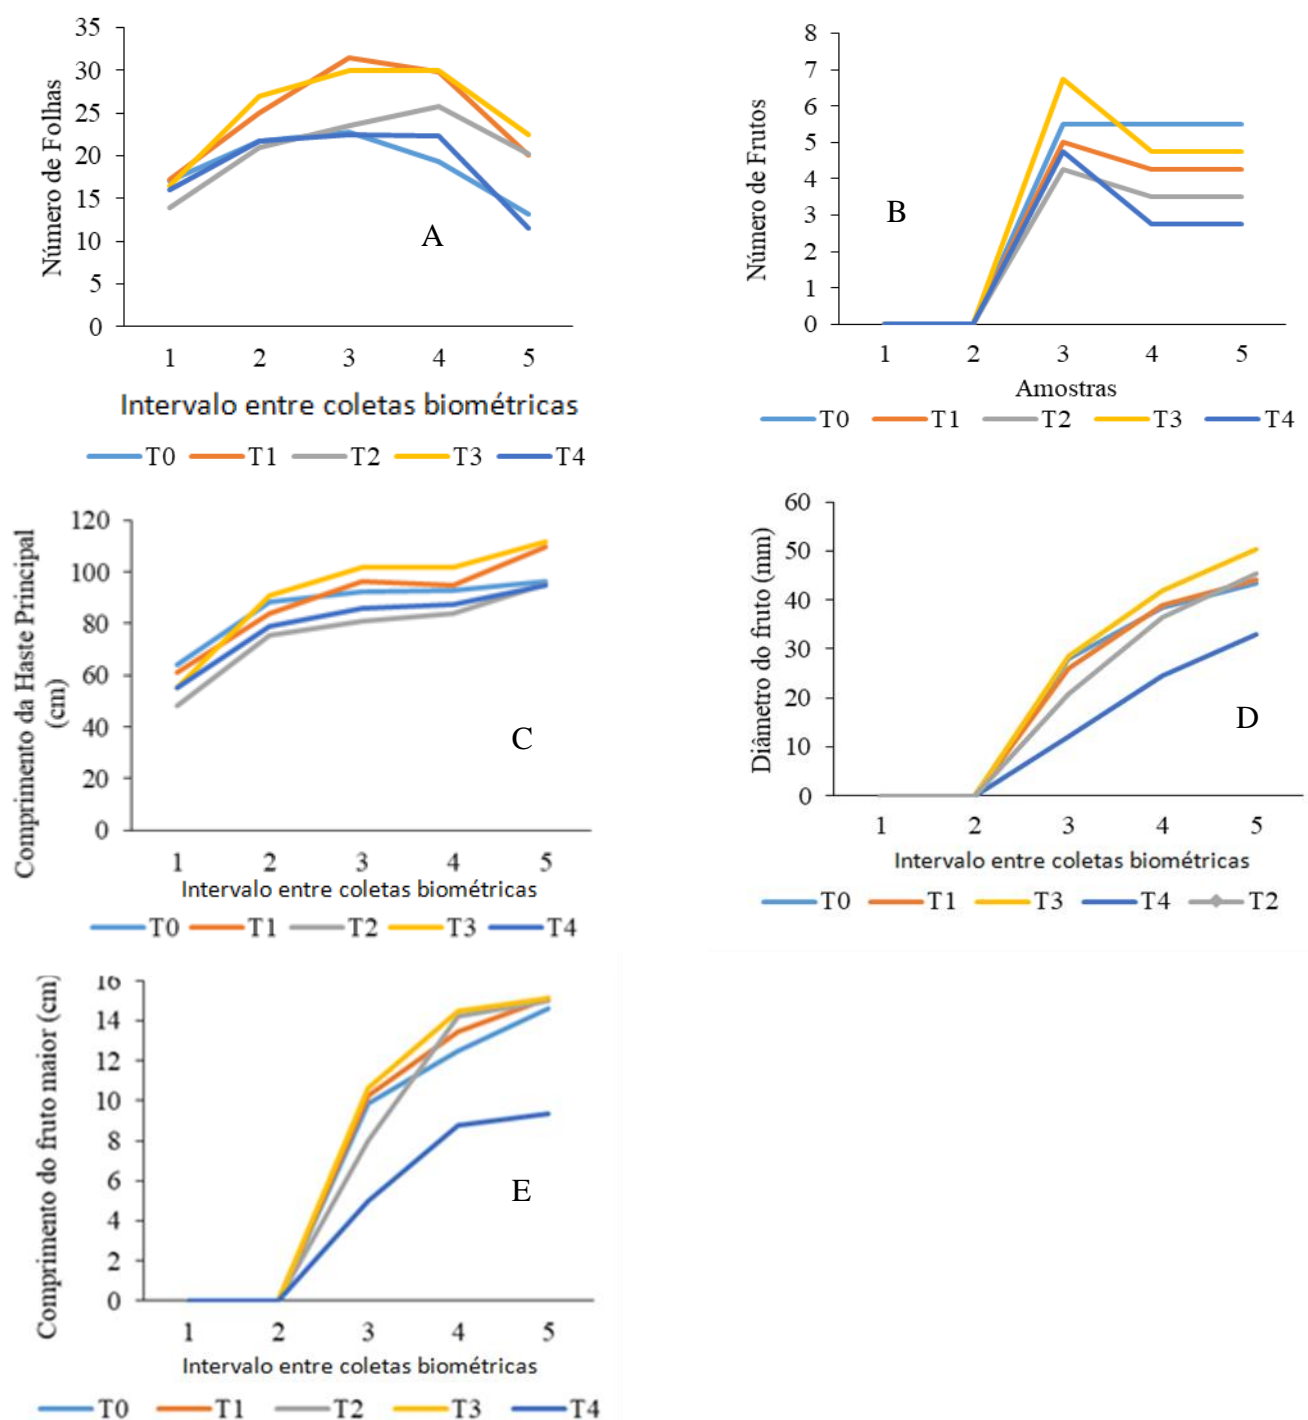 35
30
25
20
15
10
5
0
Número de Folhas
A
1 2 3 4 5
Intervalo entre coletas biométricas
T0 T1 T2 T3 T4
8
7
6
5
4
3
2
1
0
Número de Frutos
B
1 2 3 4 5
Amostras
T0 T1 T2 T3 T4
120
100
80
60
40
20
0
Comprimento da Haste Principal
(cm)
C
1 2 3 4 5
Intervalo entre coletas biométricas
T0 T1 T2 T3 T4
60
50
40
30
20
10
0
Diâmetro do fruto (mm)
D
1 2 3 4 5
Intervalo entre coletas biométricas
T0 T1 T3 T4 T2
16
14
12
10
8
6
4
2
0
Comprimento do fruto maior (cm)
E
1 2 3 4 5
Intervalo entre coletas biométricas
T0 T1 T2 T3 T4